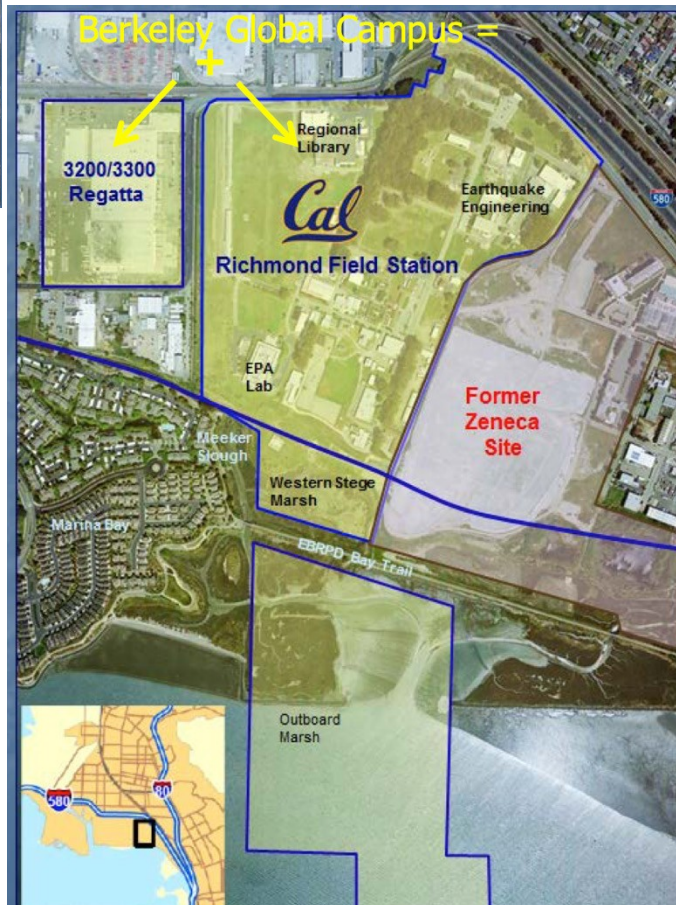 Berkeley Global Campus =
+
Regional
Library
3200/3300
Regatta
Cal
Earthquake
Engineering
580
Richmond Field Station
EPA
Lab
Former
Zeneca
Site
Meeker
Slough
Western Stege
Marsh
Marina Bay
EBRPD Bay Trail
Outboard
Marsh
580
80